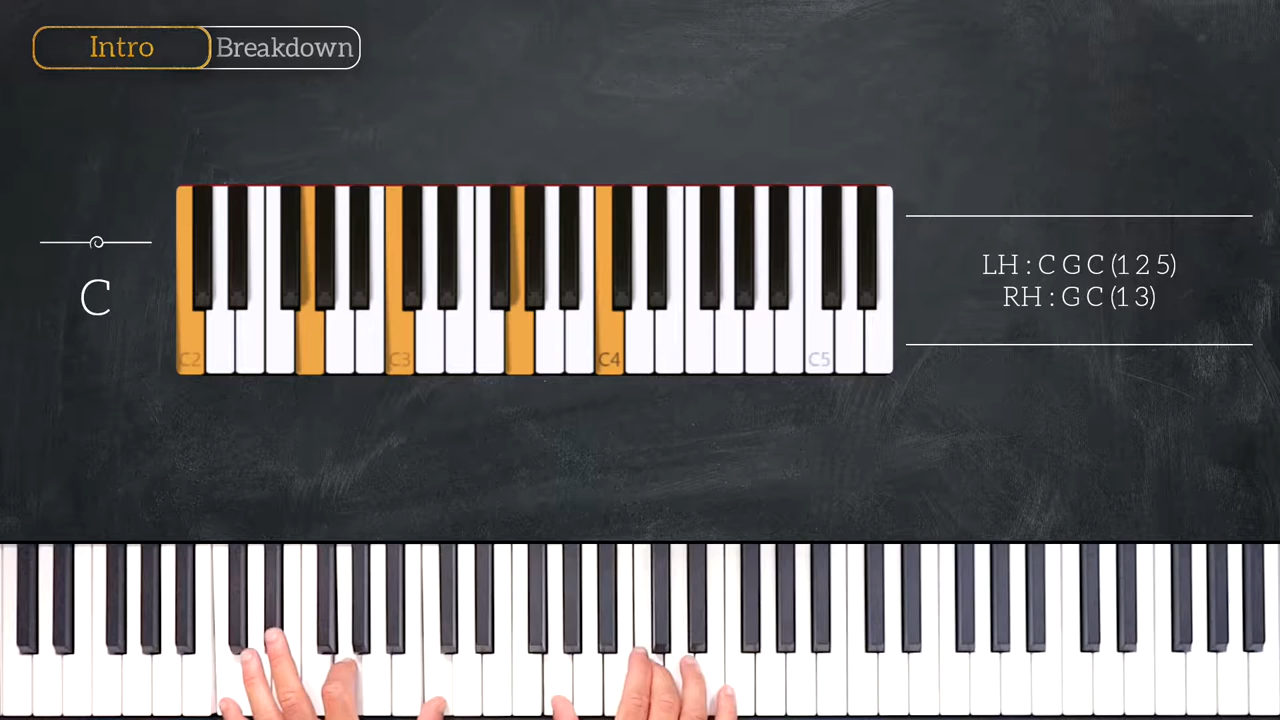 Intro
Breakdown
C
LH : C G C (1 2 5)
RH : G C (1 3)
C2
C3
C4
C5